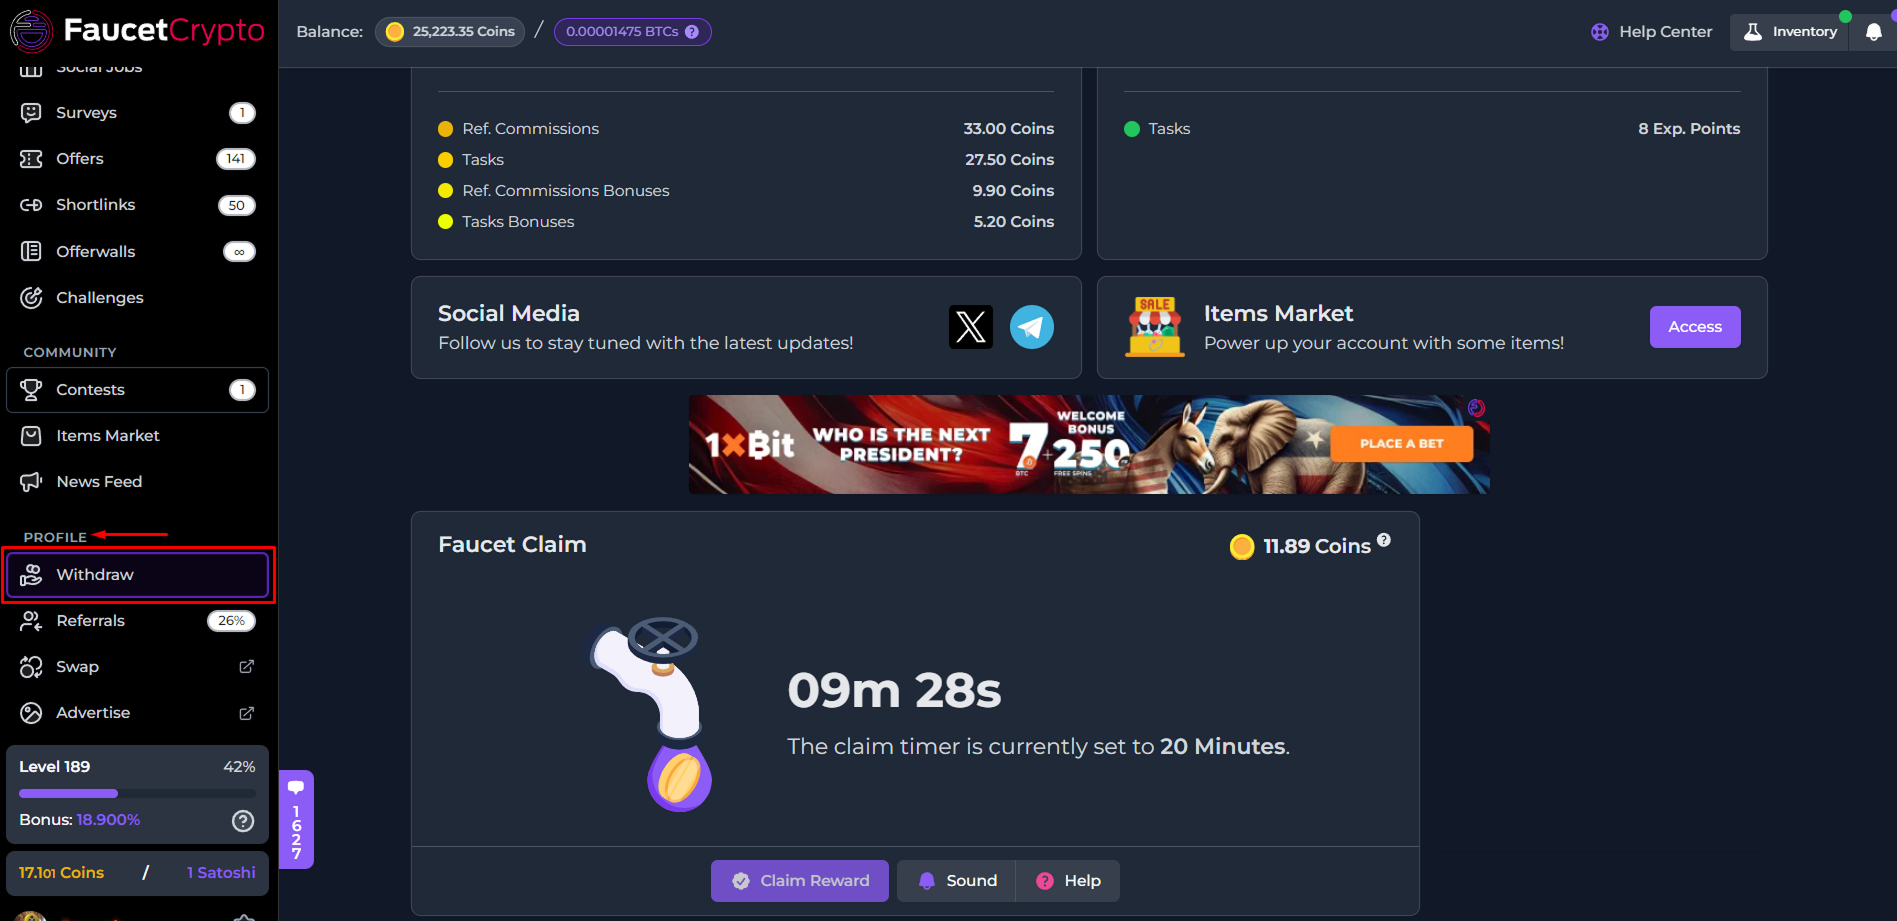 FaucetCrypto
Balance:
25,223.35 Coins
/
0.00001475 BTCs ?
Help Center
Inventory
Social Jobs
Surveys
1
Offers
141
Shortlinks
50
Offerwalls
∞
Challenges
COMMUNITY
Contests
1
Items Market
News Feed
PROFILE
Withdraw
Referrals
26%
Swap
Advertise
Level 189
42%
Bonus: 18.900%
?
17.101 Coins / 1 Satoshi
1627
Ref. Commissions
33.00 Coins
Tasks
27.50 Coins
Ref. Commissions Bonuses
9.90 Coins
Tasks Bonuses
5.20 Coins
Tasks
8 Exp. Points
Social Media
Follow us to stay tuned with the latest updates!
Items Market
Power up your account with some items!
Access
SALE
1xBit
WHO IS THE NEXT
PRESIDENT?
WELCOME
BONUS
7+250
BTC
FREE SPINS
PLACE A BET
Faucet Claim
11.89 Coins ?
09m 28s
The claim timer is currently set to 20 Minutes.
Claim Reward
Sound
? Help